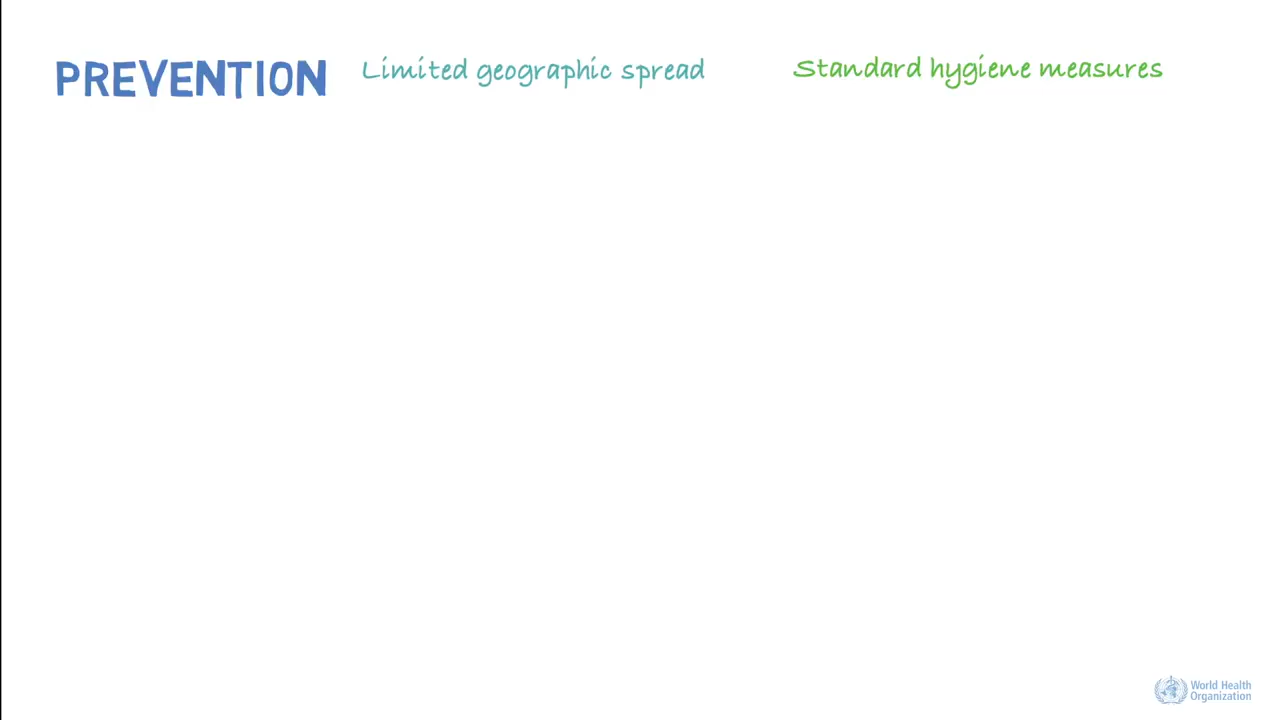 PREVENTION Limited geographic spread Standard hygiene measures
World Health
Organization